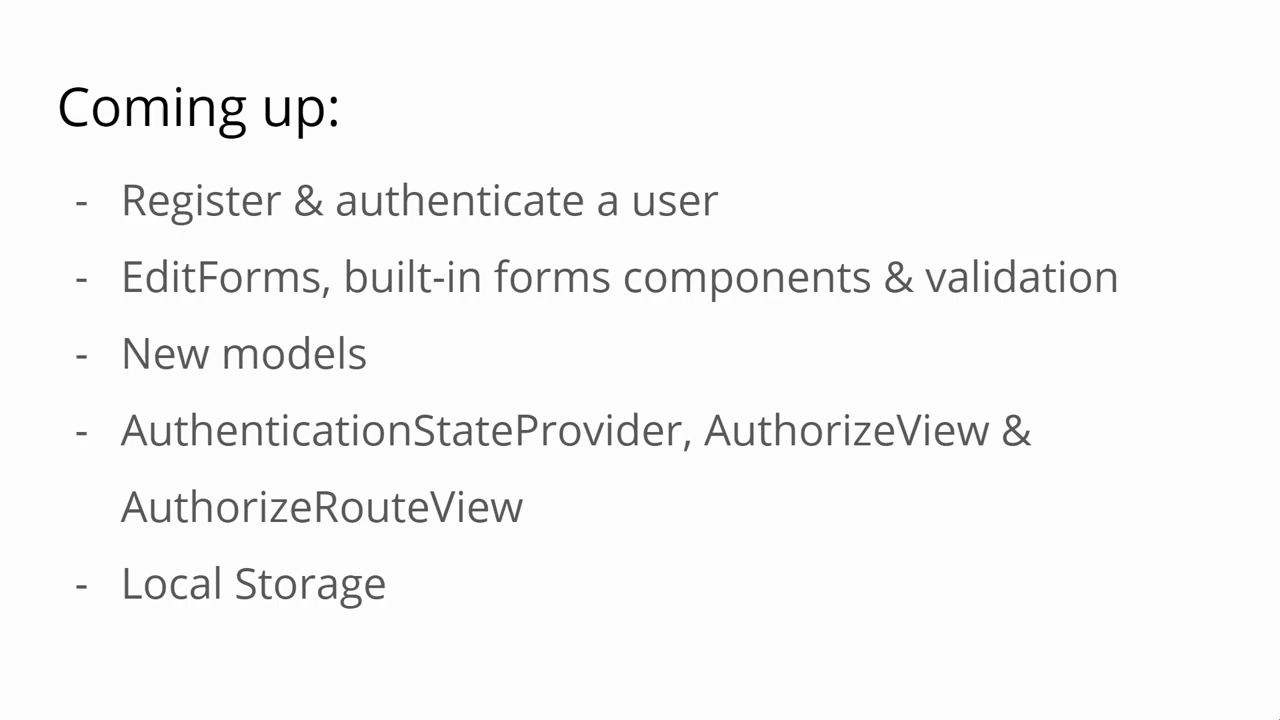 Coming up:
- Register & authenticate a user
- EditForms, built-in forms components & validation
- New models
- AuthenticationStateProvider, AuthorizeView &
AuthorizeRouteView
- Local Storage